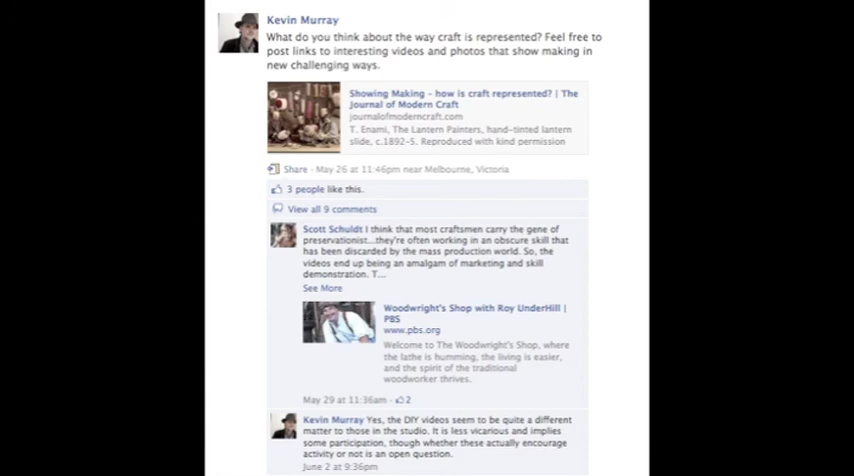 Kevin Murray
What do you think about the way craft is represented? Feel free to
post links to interesting videos and photos that show making in
new challenging ways.
Showing Making - how is craft represented? | The
Journal of Modern Craft
journalofmoderncraft.com
T. Enami, The Lantern Painters, hand-tinted lantern
slide, c.1892-5. Reproduced with kind permission
Share · May 26 at 11:46pm near Melbourne, Victoria
3 people like this.
View all 9 comments
Scott Schuldt I think that most craftsmen carry the gene of
preservationist...they're often working in an obscure skill that
has been discarded by the mass production world. So, the
videos end up being an amalgam of marketing and skill
demonstration. T...
See More
Woodwright's Shop with Roy UnderHill |
PBS
www.pbs.org
Welcome to The Woodwright's Shop, where
the lathe is humming, the living is easier,
and the spirit of the traditional
woodworker thrives.
May 29 at 11:36am · 2
Kevin Murray Yes, the DIY videos seem to be quite a different
matter to those in the studio. It is less vicarious and implies
some participation, though whether these actually encourage
activity or not is an open question.
June 2 at 9:36pm